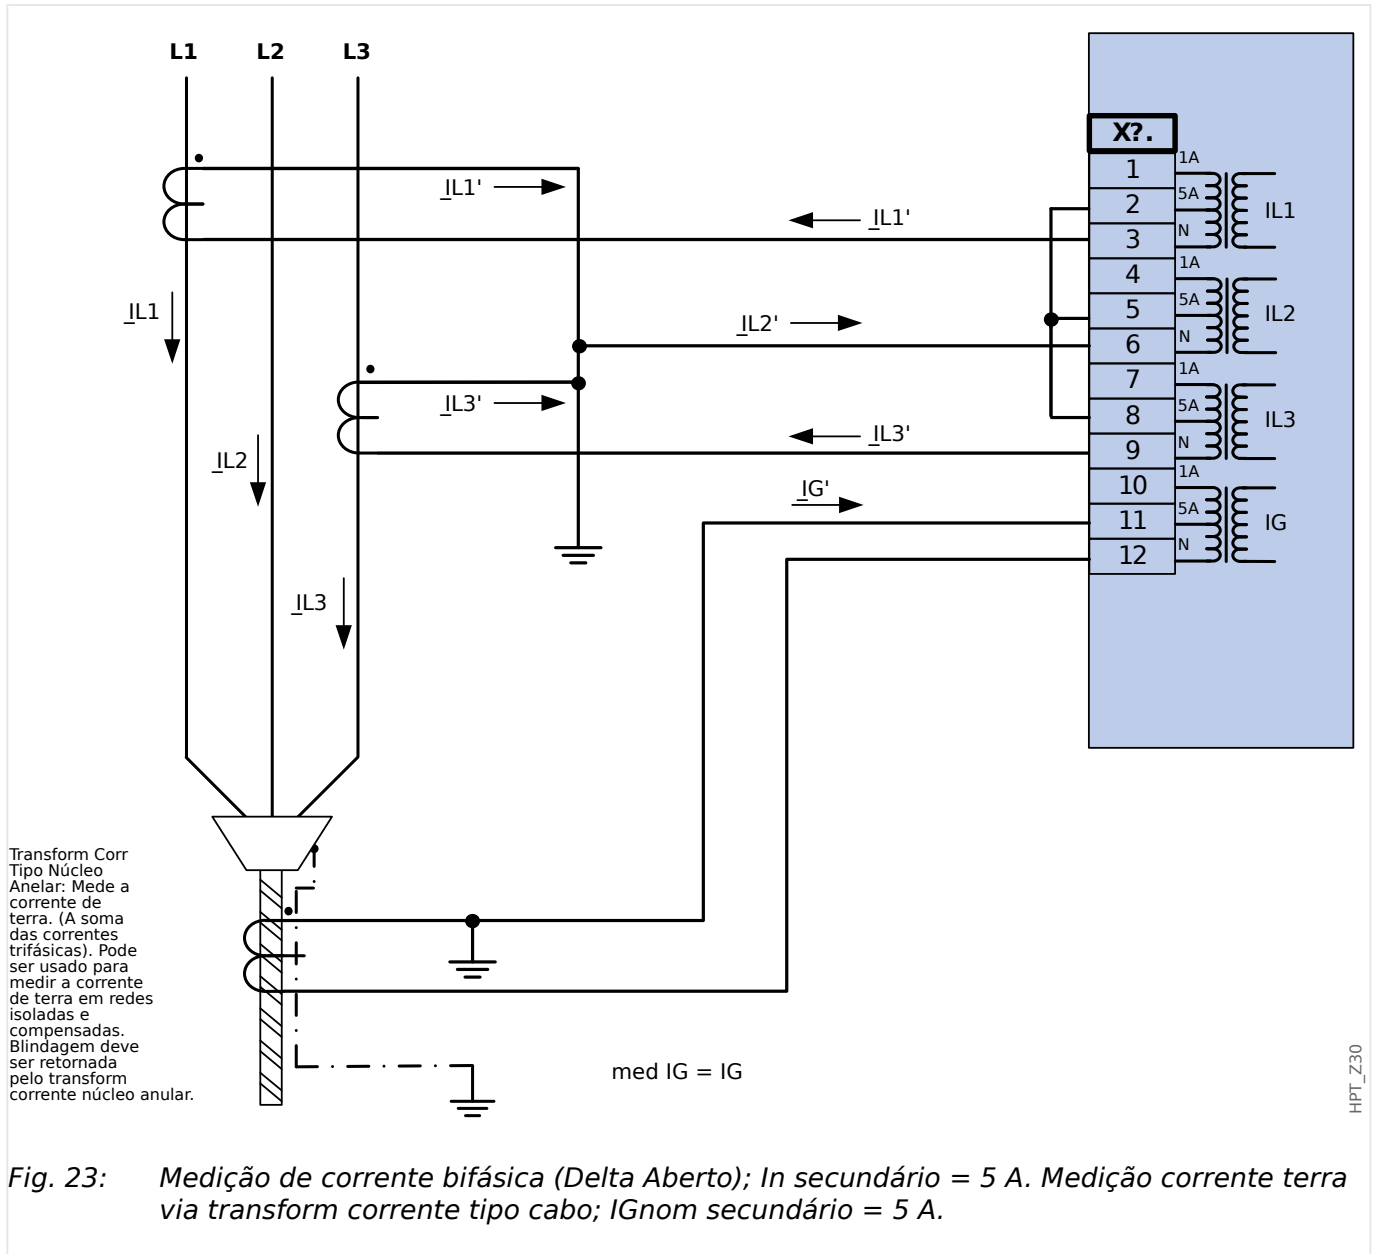 L1 L2 L3
X?.
1 1A
2 5A
3 N
IL1
4 1A
5 5A
6 N
IL2
7 1A
8 5A
9 N
IL3
10 1A
11 5A
12 N
IG
IL1'
IL1'
IL1
IL2'
IL3'
IL3'
IL2
IG'
IL3
Transform Corr
Tipo Núcleo
Anelar: Mede a
corrente de
terra. (A soma
das correntes
trifásicas). Pode
ser usado para
medir a corrente
de terra em redes
isoladas e
compensadas.
Blindagem deve
ser retornada
pelo transform
corrente núcleo anular.
med IG = IG
HPT_Z30
Fig. 23: Medição de corrente bifásica (Delta Aberto); In secundário = 5 A. Medição corrente terra
via transform corrente tipo cabo; IGnom secundário = 5 A.